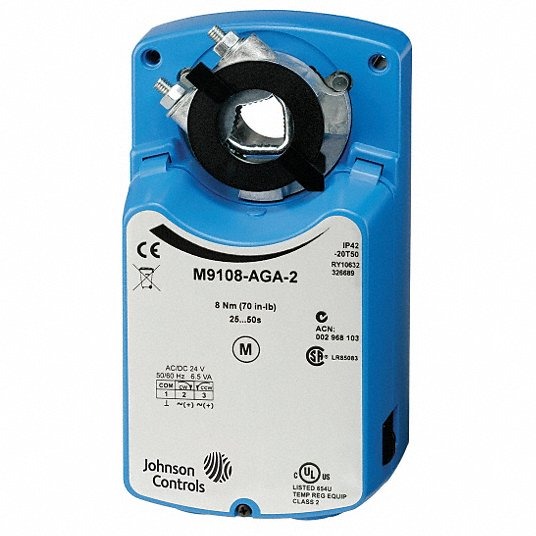 IP42
-20T50
RY10632
326689
CE
M9108-AGA-2
8 Nm (70 in-lb)
25...50s
ACN:
002 968 103
M
LR85083
AC/DC 24 V
50/60 Hz 6.5 VA
COM CW CCW
1 2 3
⊥ ~(+) ~(+)
Johnson
Controls
C UL US
LISTED 654U
TEMP REG EQUIP
CLASS 2